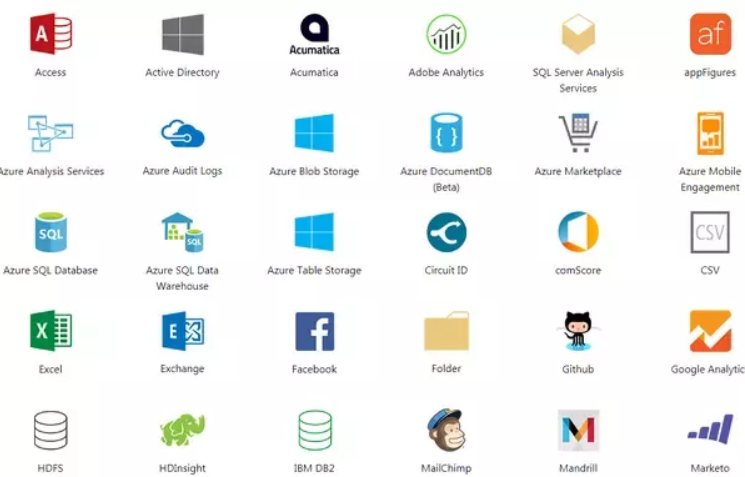 A
Acumatica
af
Access
Active Directory
Acumatica
Adobe Analytics
SQL Server Analysis
Services
appFigures
{ }
Azure Analysis Services
Azure Audit Logs
Azure Blob Storage
Azure DocumentDB
(Beta)
Azure Marketplace
Azure Mobile
Engagement
SQL
SQL
CSV
Azure SQL Database
Azure SQL Data
Warehouse
Azure Table Storage
Circuit ID
comScore
CSV
X
E
f
Excel
Exchange
Facebook
Folder
Github
Google Analytic
M
HDFS
HDInsight
IBM DB2
MailChimp
Mandrill
Marketo